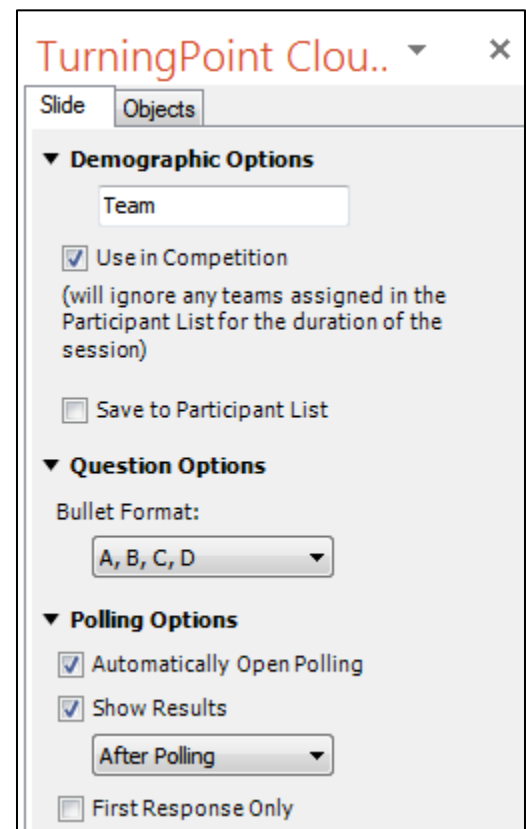 TurningPoint Clou..
Slide Objects
Demographic Options
Team
Use in Competition
(will ignore any teams assigned in the
Participant List for the duration of the
session)
Save to Participant List
Question Options
Bullet Format:
A, B, C, D
Polling Options
Automatically Open Polling
Show Results
After Polling
First Response Only